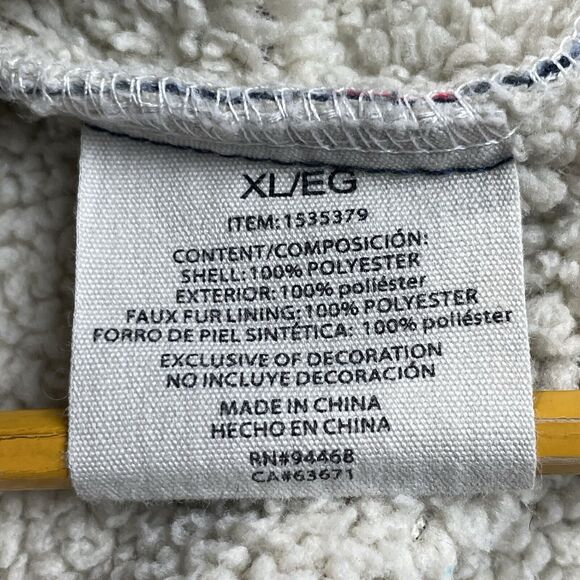 XL/EG
ITEM: 1535379
CONTENT/COMPOSICIÓN:
SHELL: 100% POLYESTER
EXTERIOR: 100% poliéster
FAUX FUR LINING: 100% POLYESTER
FORRO DE PIEL SINTÉTICA: 100% poliéster
EXCLUSIVE OF DECORATION
NO INCLUYE DECORACIÓN
MADE IN CHINA
HECHO EN CHINA
RN#94468
CA#63671